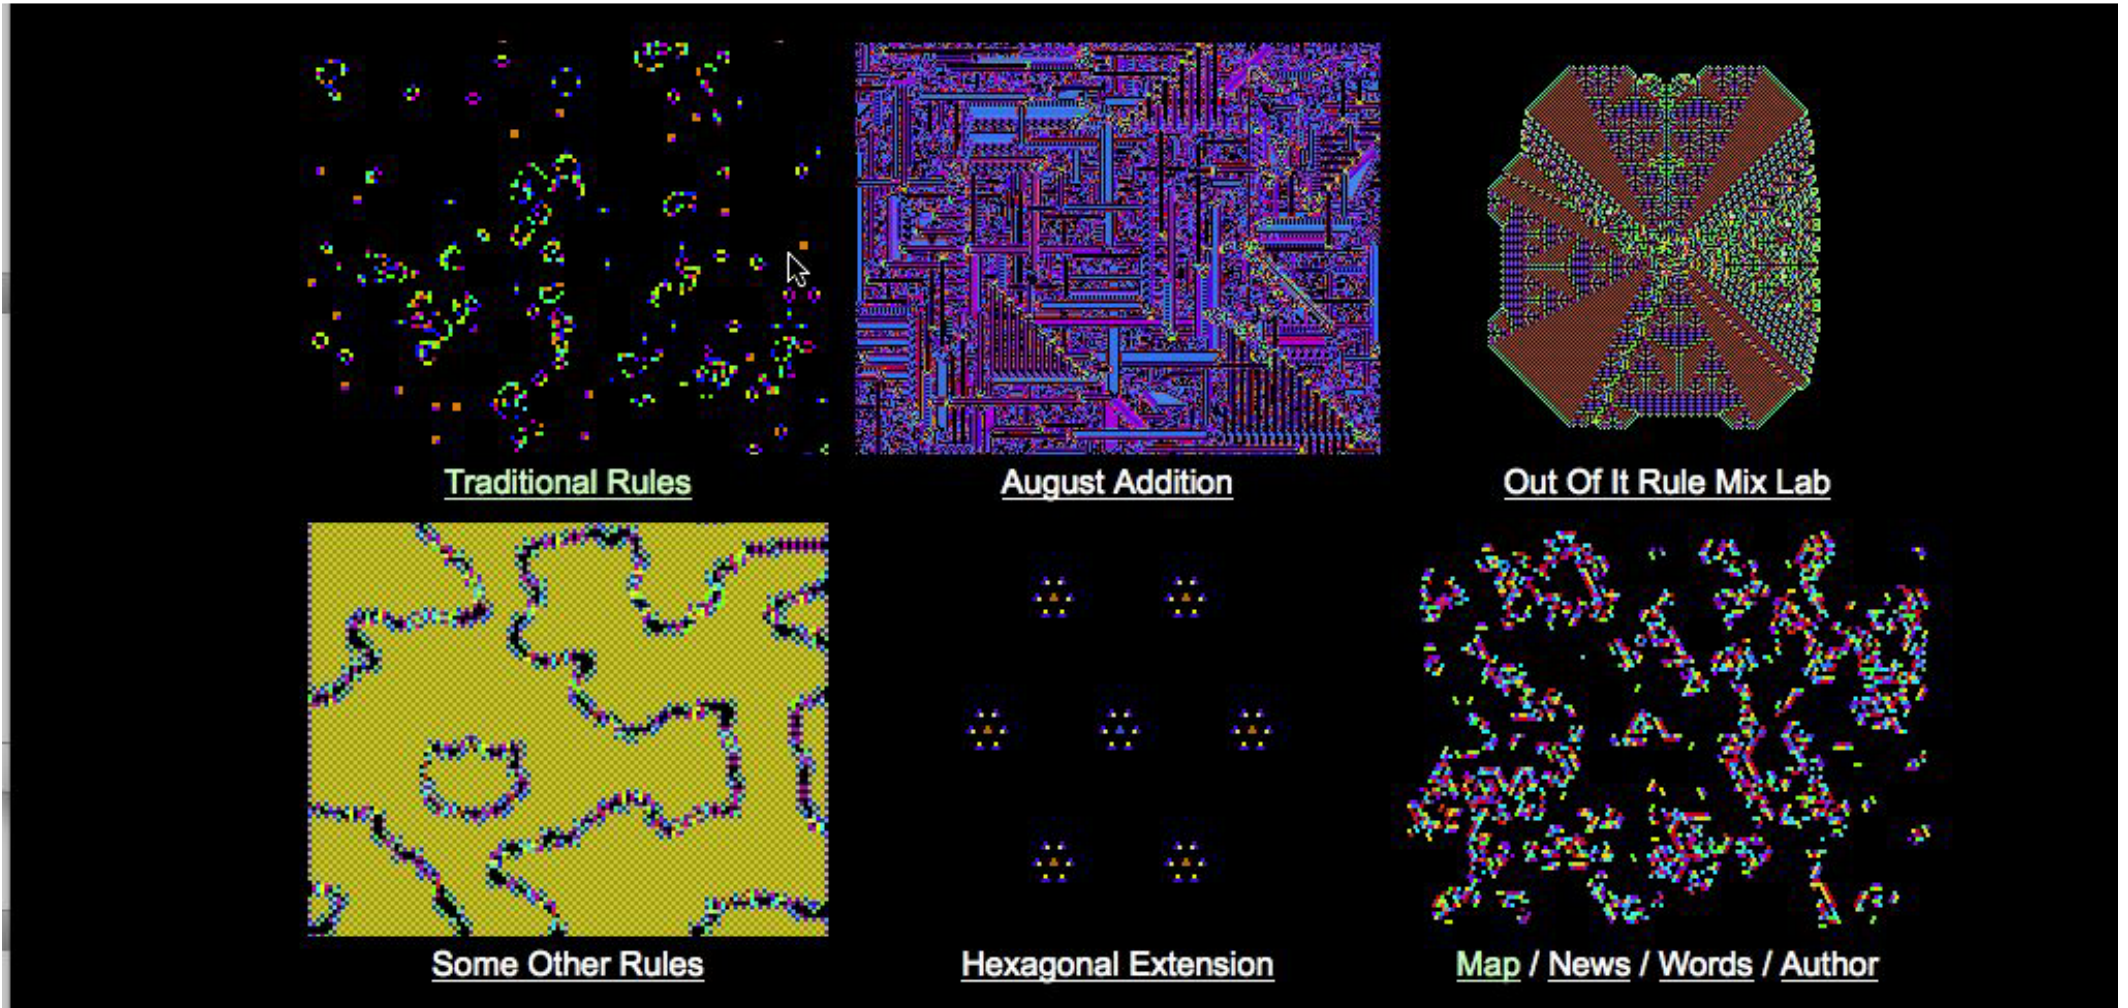 Traditional Rules
August Addition
Out Of It Rule Mix Lab
Some Other Rules
Hexagonal Extension
Map / News / Words / Author